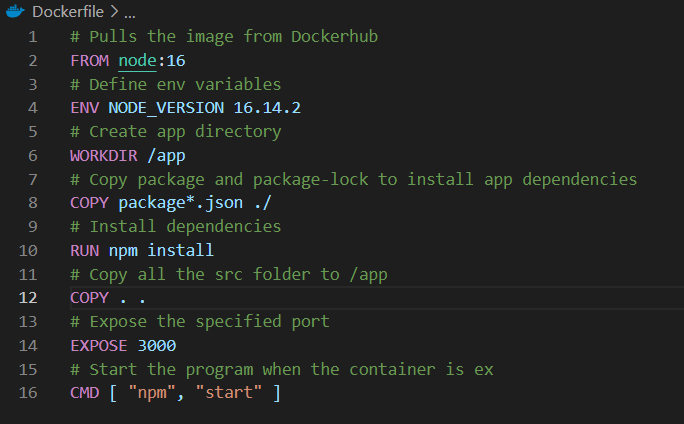 Dockerfile > ...
1 # Pulls the image from Dockerhub
2 FROM node:16
3 # Define env variables
4 ENV NODE_VERSION 16.14.2
5 # Create app directory
6 WORKDIR /app
7 # Copy package and package-lock to install app dependencies
8 COPY package*.json ./
9 # Install dependencies
10 RUN npm install
11 # Copy all the src folder to /app
12 COPY . .
13 # Expose the specified port
14 EXPOSE 3000
15 # Start the program when the container is ex
16 CMD [ "npm", "start" ]